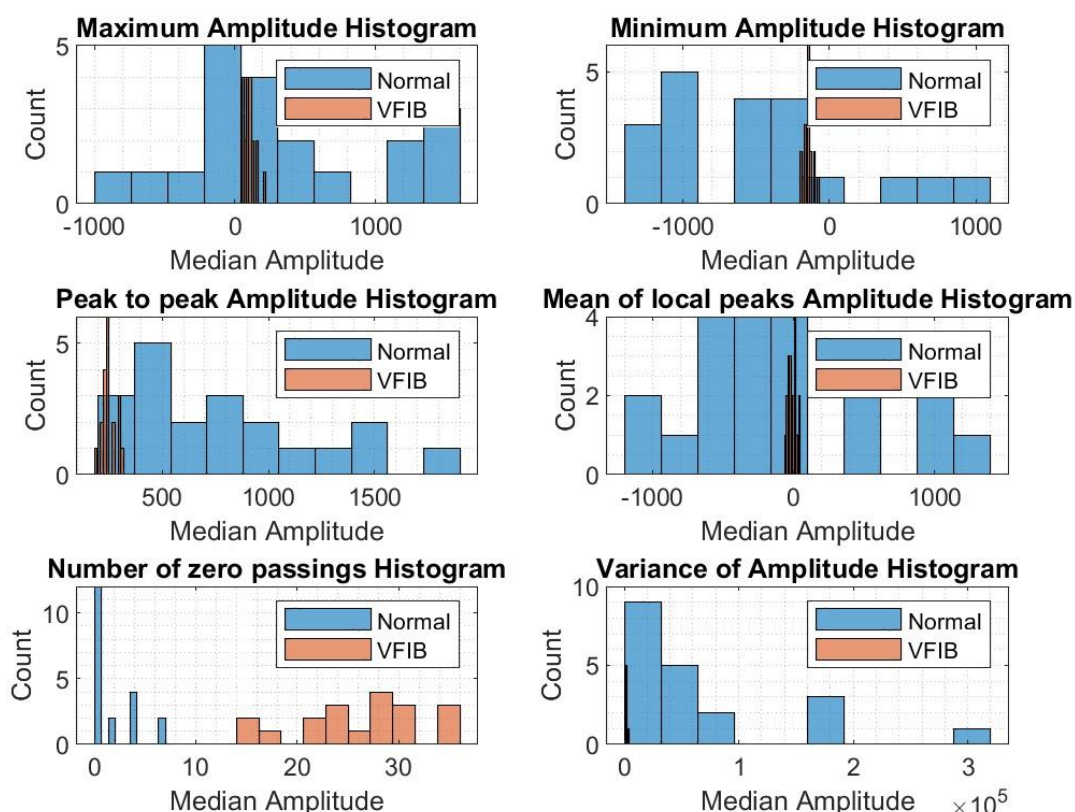 Maximum Amplitude Histogram
5
Count
0
-1000 0 1000
Median Amplitude
Normal
VFIB
Minimum Amplitude Histogram
5
Count
0
-1000 0 1000
Median Amplitude
Normal
VFIB
Peak to peak Amplitude Histogram
5
Count
0
500 1000 1500
Median Amplitude
Normal
VFIB
Mean of local peaks Amplitude Histogram
4
2
Count
0
-1000 0 1000
Median Amplitude
Normal
VFIB
Number of zero passings Histogram
10
5
Count
0
0 10 20 30
Median Amplitude
Normal
VFIB
Variance of Amplitude Histogram
10
5
Count
0
0 1 2 3
Median Amplitude
×10⁵
Normal
VFIB